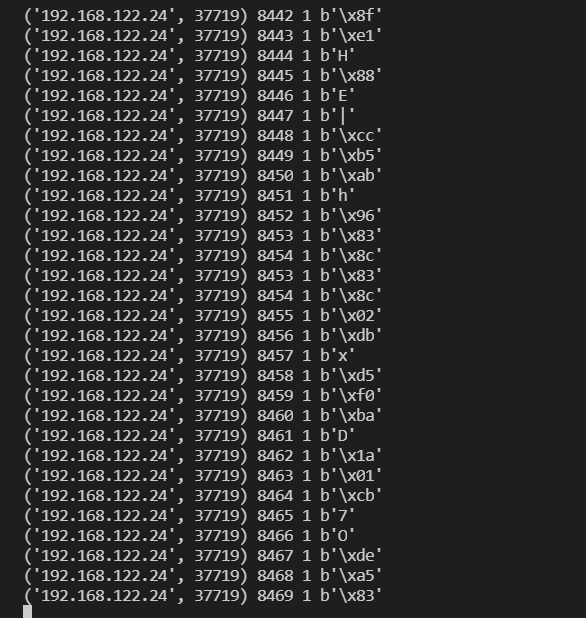 ('192.168.122.24', 37719) 8442 1 b'\x8f'
('192.168.122.24', 37719) 8443 1 b'\xe1'
('192.168.122.24', 37719) 8444 1 b'H'
('192.168.122.24', 37719) 8445 1 b'\x88'
('192.168.122.24', 37719) 8446 1 b'E'
('192.168.122.24', 37719) 8447 1 b'|'
('192.168.122.24', 37719) 8448 1 b'\xcc'
('192.168.122.24', 37719) 8449 1 b'\xb5'
('192.168.122.24', 37719) 8450 1 b'\xab'
('192.168.122.24', 37719) 8451 1 b'h'
('192.168.122.24', 37719) 8452 1 b'\x96'
('192.168.122.24', 37719) 8453 1 b'\x83'
('192.168.122.24', 37719) 8454 1 b'\x8c'
('192.168.122.24', 37719) 8453 1 b'\x83'
('192.168.122.24', 37719) 8454 1 b'\x8c'
('192.168.122.24', 37719) 8455 1 b'\x02'
('192.168.122.24', 37719) 8456 1 b'\xdb'
('192.168.122.24', 37719) 8457 1 b'x'
('192.168.122.24', 37719) 8458 1 b'\xd5'
('192.168.122.24', 37719) 8459 1 b'\xf0'
('192.168.122.24', 37719) 8460 1 b'\xba'
('192.168.122.24', 37719) 8461 1 b'D'
('192.168.122.24', 37719) 8462 1 b'\x1a'
('192.168.122.24', 37719) 8463 1 b'\x01'
('192.168.122.24', 37719) 8464 1 b'\xcb'
('192.168.122.24', 37719) 8465 1 b'7'
('192.168.122.24', 37719) 8466 1 b'O'
('192.168.122.24', 37719) 8467 1 b'\xde'
('192.168.122.24', 37719) 8468 1 b'\xa5'
('192.168.122.24', 37719) 8469 1 b'\x83'